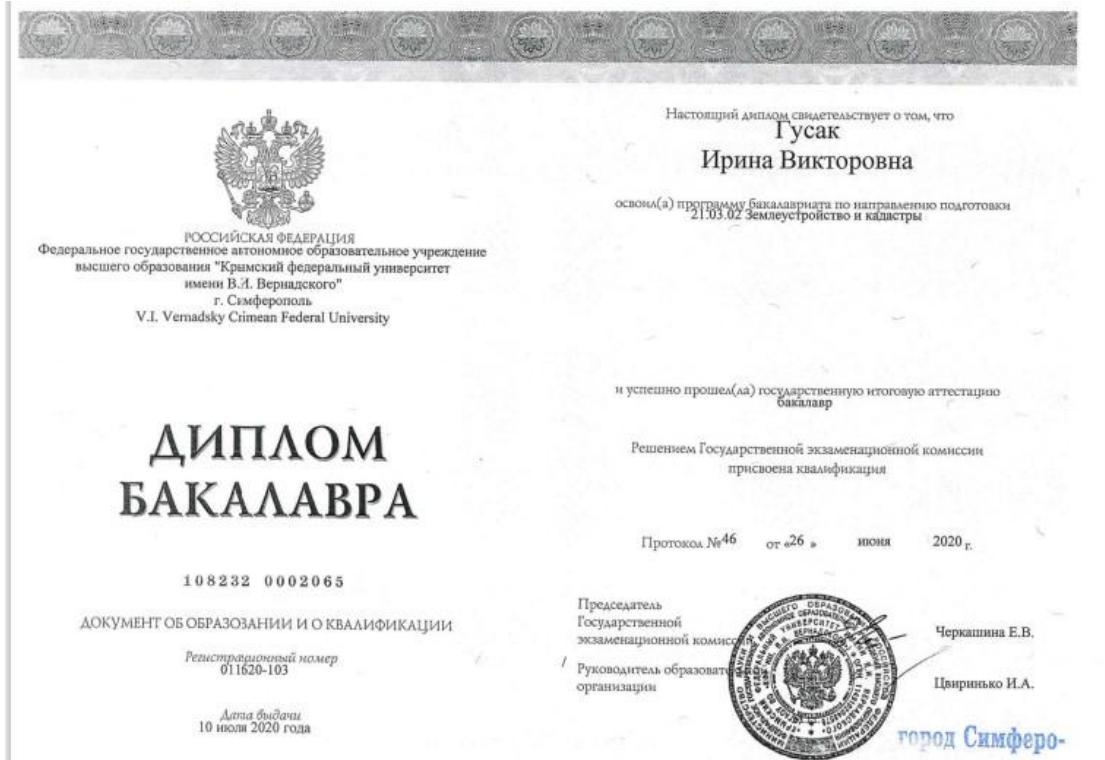 РОССИЙСКАЯ ФЕДЕРАЦИЯ
Федеральное государственное автономное образовательное учреждение
высшего образования "Крымский федеральный университет
имени В.И. Вернадского"
г. Симферополь
V.I. Vernadsky Crimean Federal University
ДИПЛОМ
БАКАЛАВРА
108232 0002065
ДОКУМЕНТ ОБ ОБРАЗОВАНИИ И О КВАЛИФИКАЦИИ
Регистрационный номер
011620-103
Дата выдачи
10 июля 2020 года
Настоящий диплом свидетельствует о том, что
Гусак
Ирина Викторовна
освоил(а) программу бакалавриата по направлению подготовки
21.03.02 Землеустройство и кадастры
и успешно прошел(ла) государственную итоговую аттестацию
бакалавр
Решением Государственной экзаменационной комиссии
присвоена квалификация
Протокол № 46 от «26» июня 2020 г.
Председатель
Государственной
экзаменационной комиссии
Черкашина Е.В.
Руководитель образовательной
организации
Цвиринько И.А.
город Симферо-